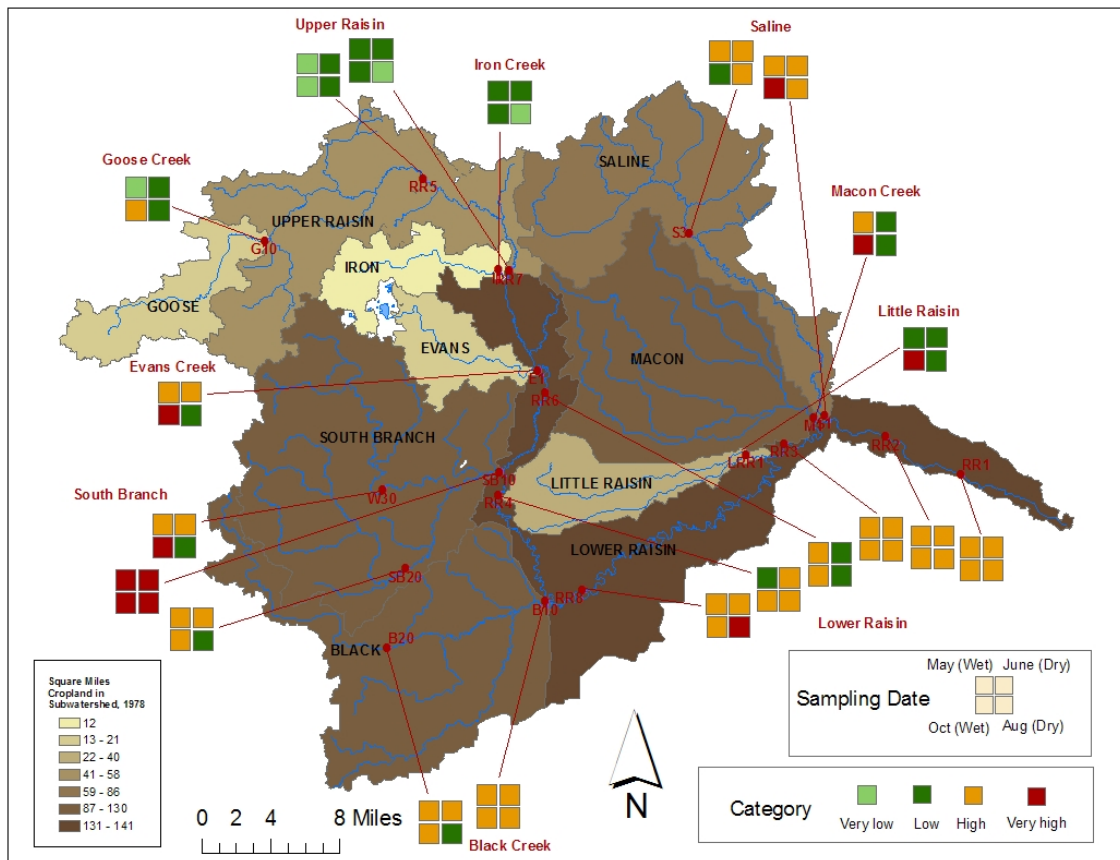 Upper Raisin
Saline
Iron Creek
Goose Creek
Macon Creek
Little Raisin
Evans Creek
South Branch
Lower Raisin
Black Creek
SALINE
UPPER RAISIN
IRON
GOOSE
EVANS
MACON
SOUTH BRANCH
LITTLE RAISIN
LOWER RAISIN
BLACK
RR5
G10
S3
E1
RR6
RR3
RR2
RR1
LRR1
SB10
RR4
W30
SB20
RR8
B10
B20
Square Miles
Cropland in
Subwatershed, 1978
12
13 - 21
22 - 40
41 - 58
59 - 86
87 - 130
131 - 141
0 2 4 8 Miles
N
May (Wet) June (Dry)
Sampling Date
Oct (Wet) Aug (Dry)
Category
Very low Low High Very high